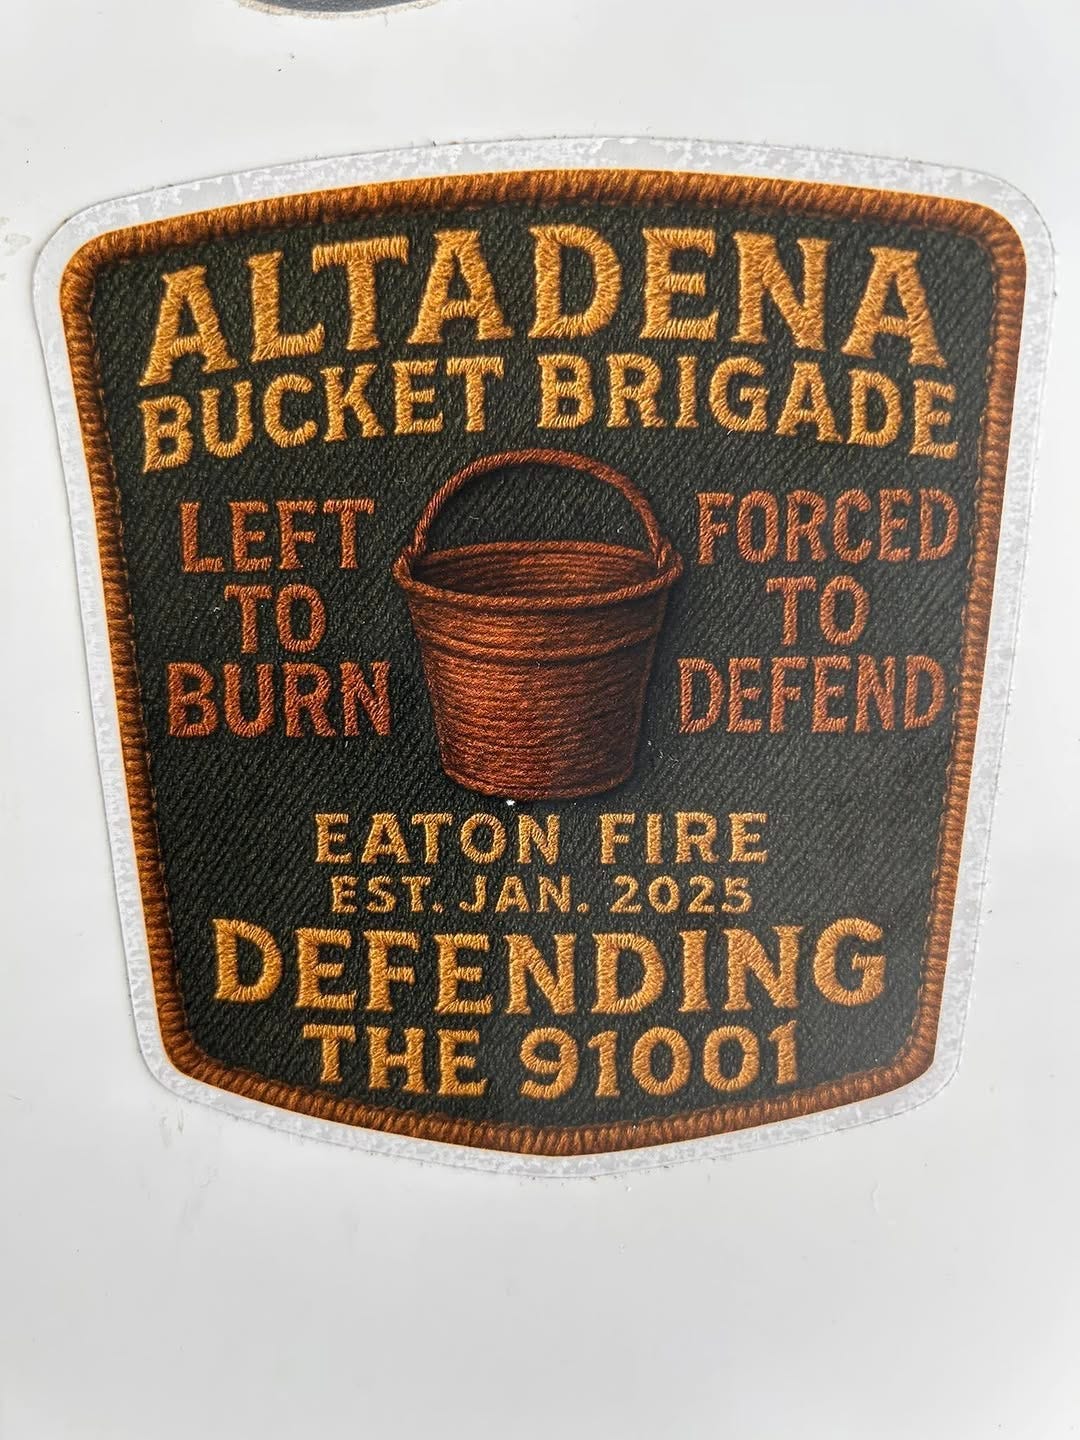 ALTADENA
BUCKET BRIGADE
LEFT
TO
BURN
FORCED
TO
DEFEND
EATON FIRE
EST. JAN. 2025
DEFENDING
THE 91001